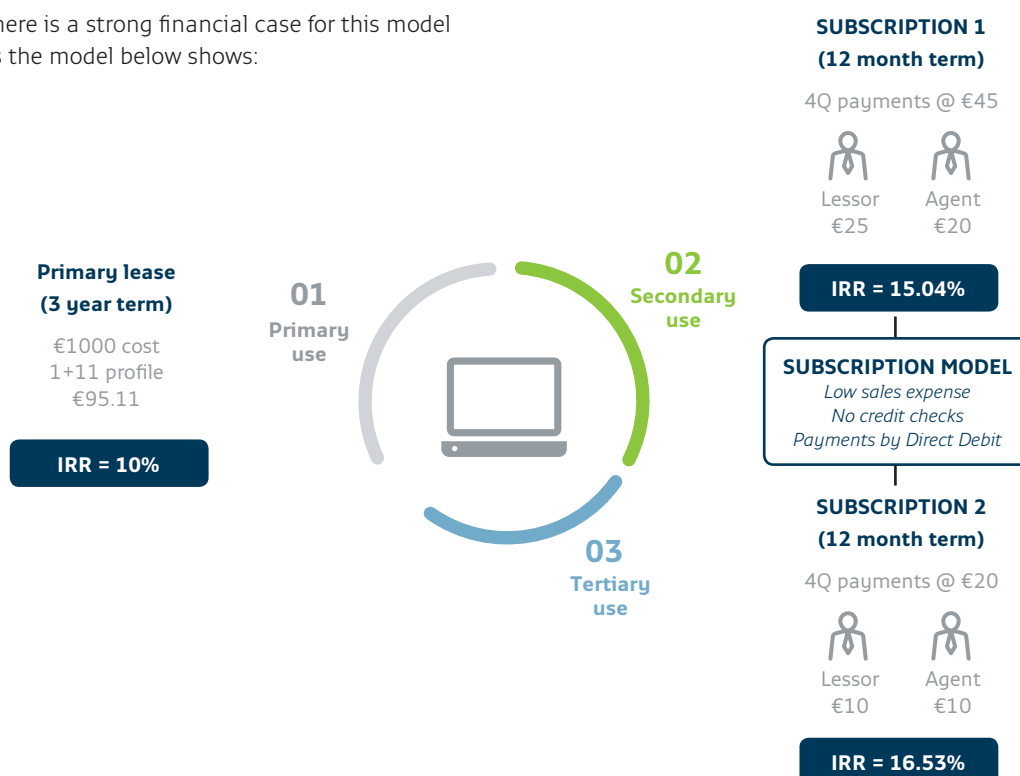 here is a strong financial case for this model
s the model below shows:
Primary lease
(3 year term)
€1000 cost
1+11 profile
€95.11
IRR = 10%
01
Primary
use
02
Secondary
use
03
Tertiary
use
SUBSCRIPTION 1
(12 month term)
4Q payments @ €45
Lessor
€25
Agent
€20
IRR = 15.04%
SUBSCRIPTION MODEL
Low sales expense
No credit checks
Payments by Direct Debit
SUBSCRIPTION 2
(12 month term)
4Q payments @ €20
Lessor
€10
Agent
€10
IRR = 16.53%